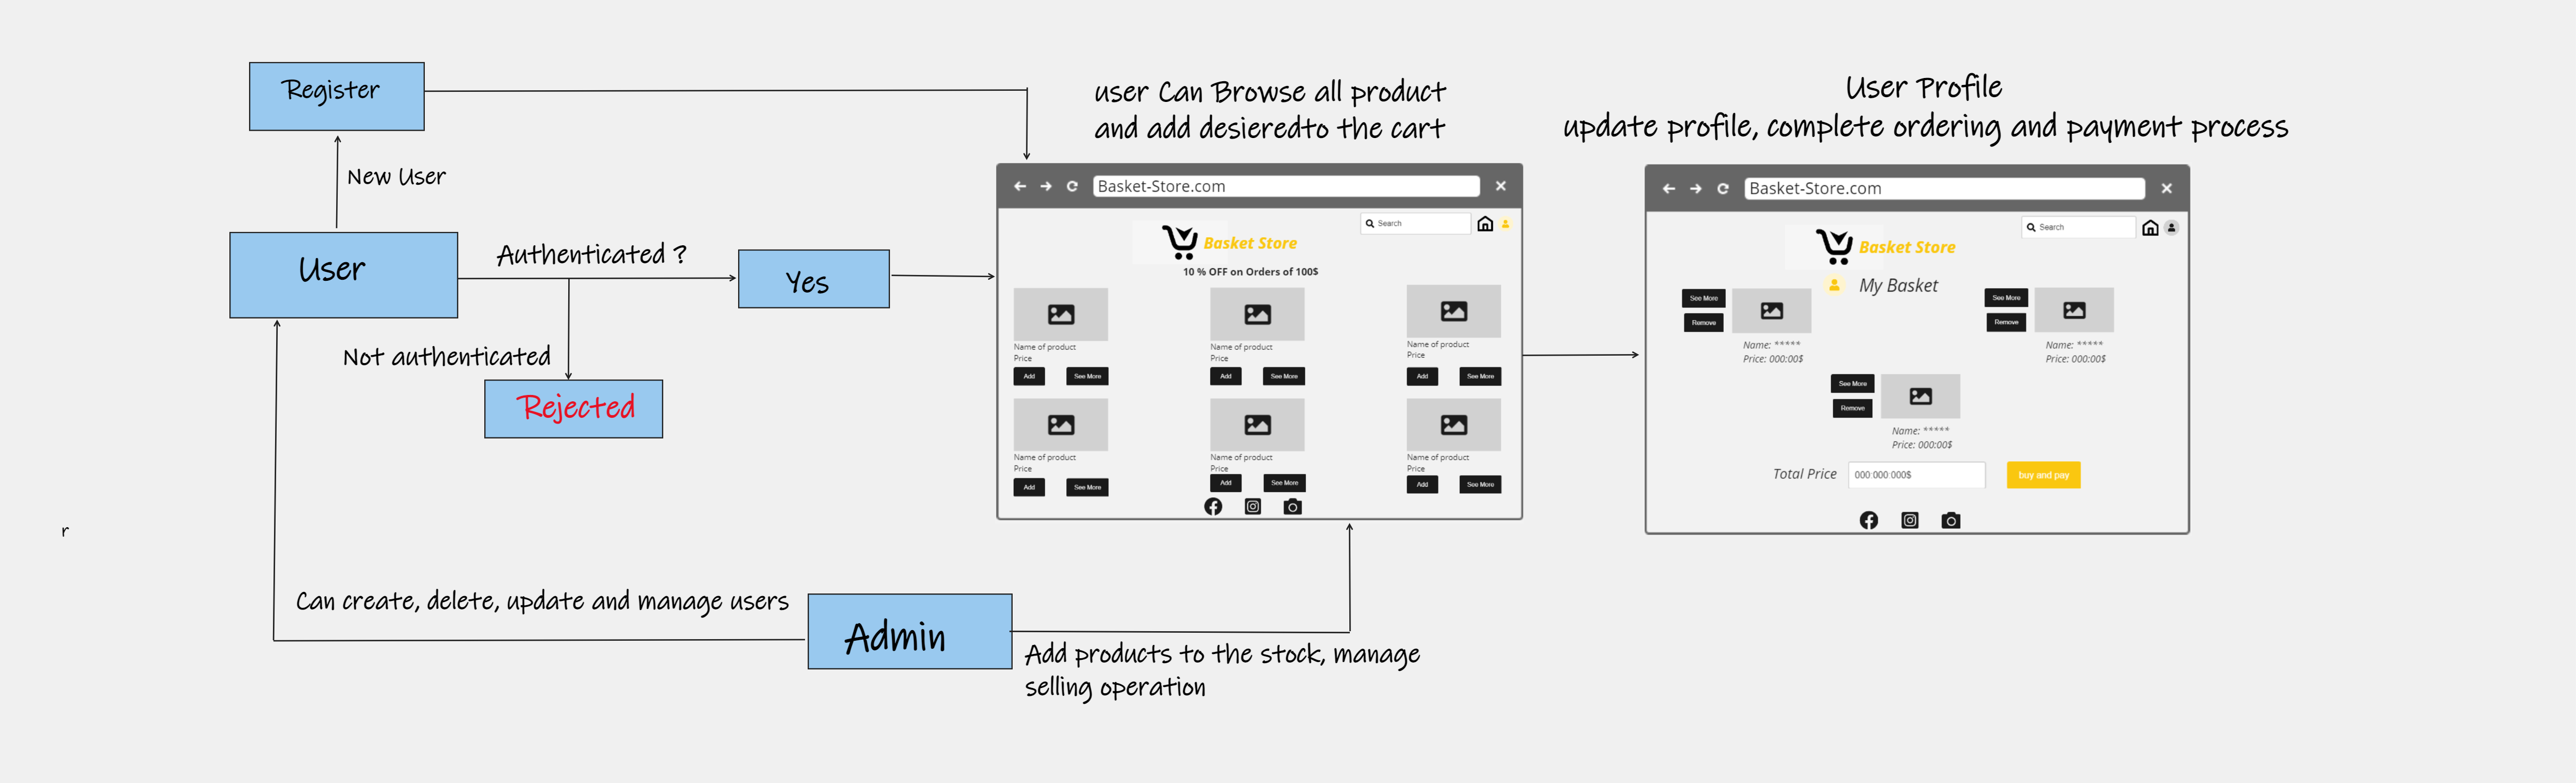 Register
New User
User
Authenticated ?
Yes
Not authenticated
Rejected
r
Can create, delete, update and manage users
Admin
Add products to the stock, manage
selling operation
user Can Browse all product
and add desieredto the cart
Basket-Store.com
Search
Basket Store
10 % OFF on Orders of 100$
Name of product
Price
Add
See More
Name of product
Price
Add
See More
Name of product
Price
Add
See More
Name of product
Price
Add
See More
Name of product
Price
Add
See More
Name of product
Price
Add
See More
User Profile
update profile, complete ordering and payment process
Basket-Store.com
Search
Basket Store
My Basket
See More
Remove
Name: *****
Price: 000:00$
See More
Remove
Name: *****
Price: 000:00$
See More
Remove
Name: *****
Price: 000:00$
Total Price 000:000:000$ buy and pay